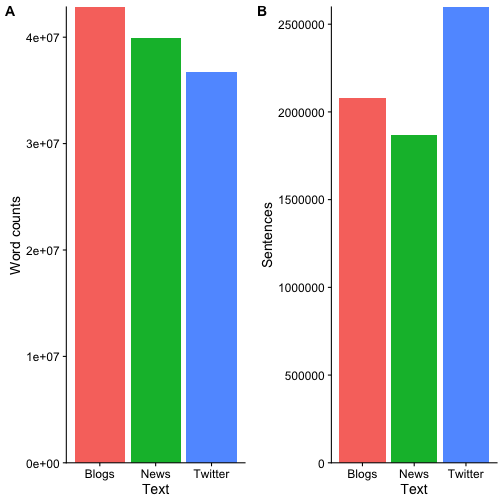 A
Word counts
4e+07
3e+07
2e+07
1e+07
0e+00
Blogs News Twitter
Text
B
Sentences
2500000
2000000
1500000
1000000
500000
0
Blogs News Twitter
Text